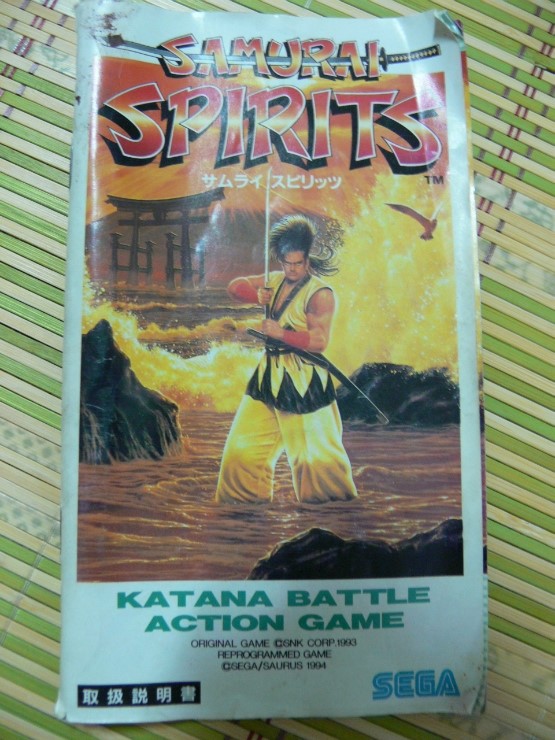 SAMURAI
SPIRITS
サムライ スピリッツ TM
KATANA BATTLE
ACTION GAME
ORIGINAL GAME ©SNK CORP.1993
REPROGRAMMED GAME
©SEGA/SAURUS 1994
取扱説明書
SEGA